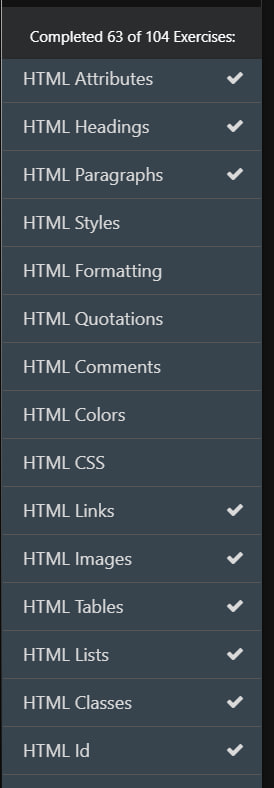 Completed 63 of 104 Exercises:
HTML Attributes
HTML Headings
HTML Paragraphs
HTML Styles
HTML Formatting
HTML Quotations
HTML Comments
HTML Colors
HTML CSS
HTML Links
HTML Images
HTML Tables
HTML Lists
HTML Classes
HTML Id